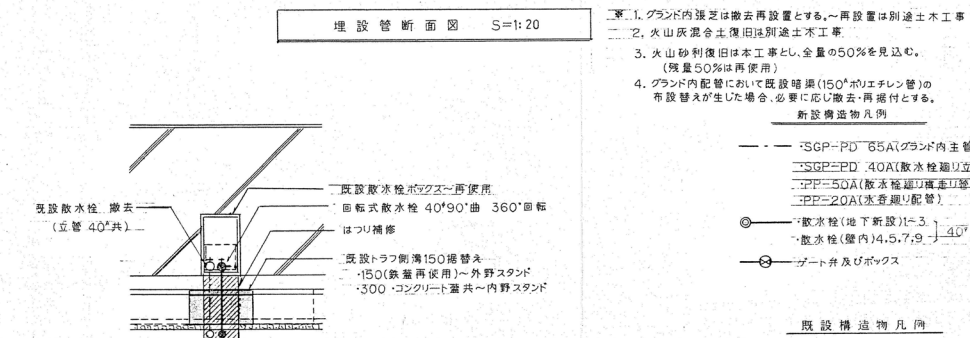 埋設管断面図 S=1:20
※ 1. グランド内張芝は撤去再設置とする。~再設置は別途土木工事
2. 火山灰混合土復旧は別途土木工事
3. 火山砂利復旧は本工事とし、全量の50%を見込む。
(残量50%は再使用)
4. グランド内配管において既設暗渠(150ᴬポリエチレン管)の
布設替えが生じた場合、必要に応じ撤去・再据付とする。
新設構造物凡例
・SGP-PD 65A(グランド内主管
・SGP-PD 40A(散水栓廻り立
・PP-50A(散水栓廻り横走り管
・PP-20A(水呑廻り配管)
・散水栓(地下新設)1~3
・散水栓(壁内)4.5.7.9
40
ゲート弁及びボックス
既設構造物凡例
既設散水栓 撤去
(立管 40ᴬ共)
既設散水栓ボックス~再使用
回転式散水栓 40ᶲ90°曲 360°回転
はつり補修
既設トラフ側溝150据替え
・150(鉄蓋再使用)~外野スタンド
・300・コンクリート蓋共~内野スタンド